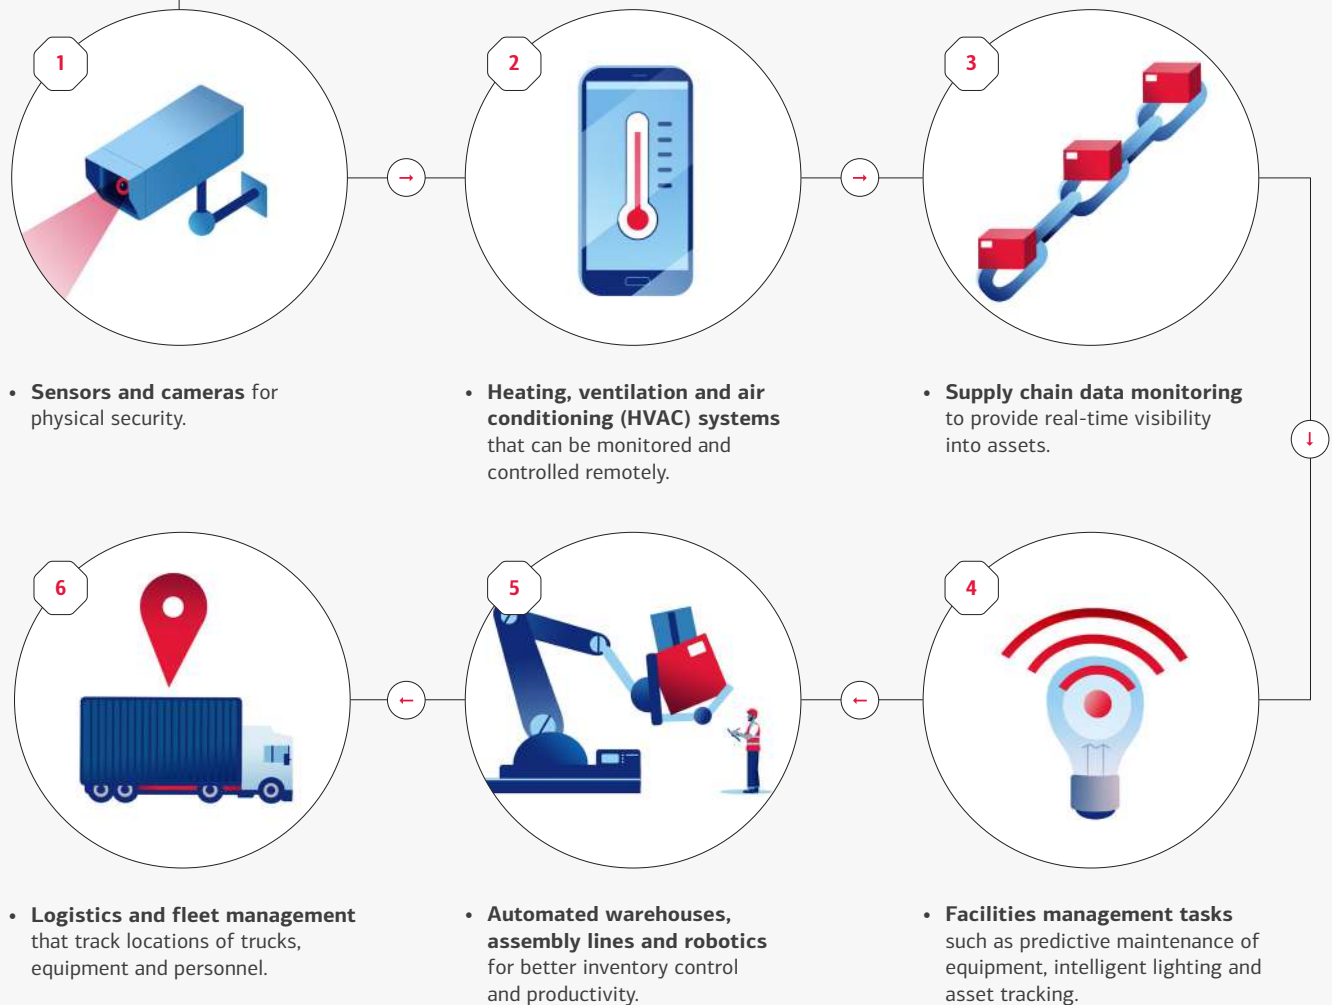 1
2
3
• Sensors and cameras for
physical security.
• Heating, ventilation and air
conditioning (HVAC) systems
that can be monitored and
controlled remotely.
• Supply chain data monitoring
to provide real-time visibility
into assets.
4
• Facilities management tasks
such as predictive maintenance of
equipment, intelligent lighting and
asset tracking.
5
• Automated warehouses,
assembly lines and robotics
for better inventory control
and productivity.
6
• Logistics and fleet management
that track locations of trucks,
equipment and personnel.